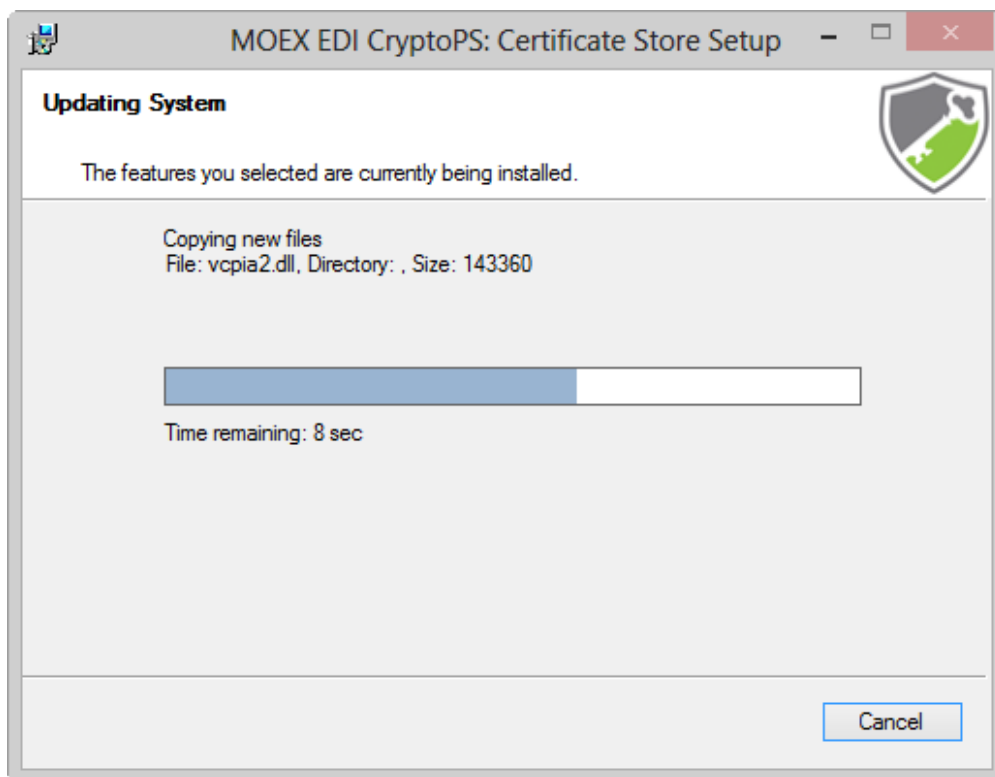 MOEX EDI CryptoPS: Certificate Store Setup
Updating System
The features you selected are currently being installed.
Copying new files
File: vcpia2.dll, Directory: , Size: 143360
Time remaining: 8 sec
Cancel